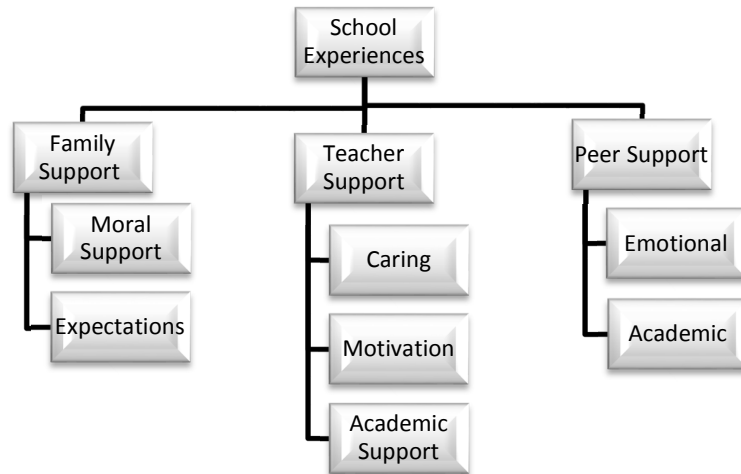 School
Experiences
Family
Support
Moral
Support
Expectations
Teacher
Support
Caring
Motivation
Academic
Support
Peer Support
Emotional
Academic